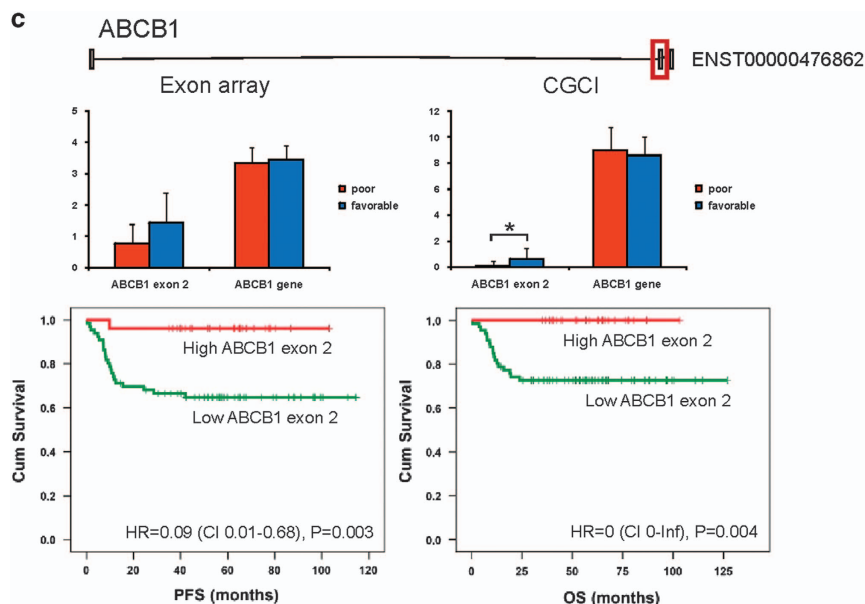 c
ABCB1
ENST00000476862
Exon array
CGCI
5
4
3
2
1
0
poor
favorable
ABCB1 exon 2
ABCB1 gene
12
10
8
6
4
2
0
*
poor
favorable
ABCB1 exon 2
ABCB1 gene
Cum Survival
1.0
0.8
0.6
0.4
0.2
0.0
High ABCB1 exon 2
Low ABCB1 exon 2
HR=0.09 (CI 0.01-0.68), P=0.003
0 20 40 60 80 100 120
PFS (months)
Cum Survival
1.0
0.8
0.6
0.4
0.2
0.0
High ABCB1 exon 2
Low ABCB1 exon 2
HR=0 (CI 0-Inf), P=0.004
0 25 50 75 100 125
OS (months)